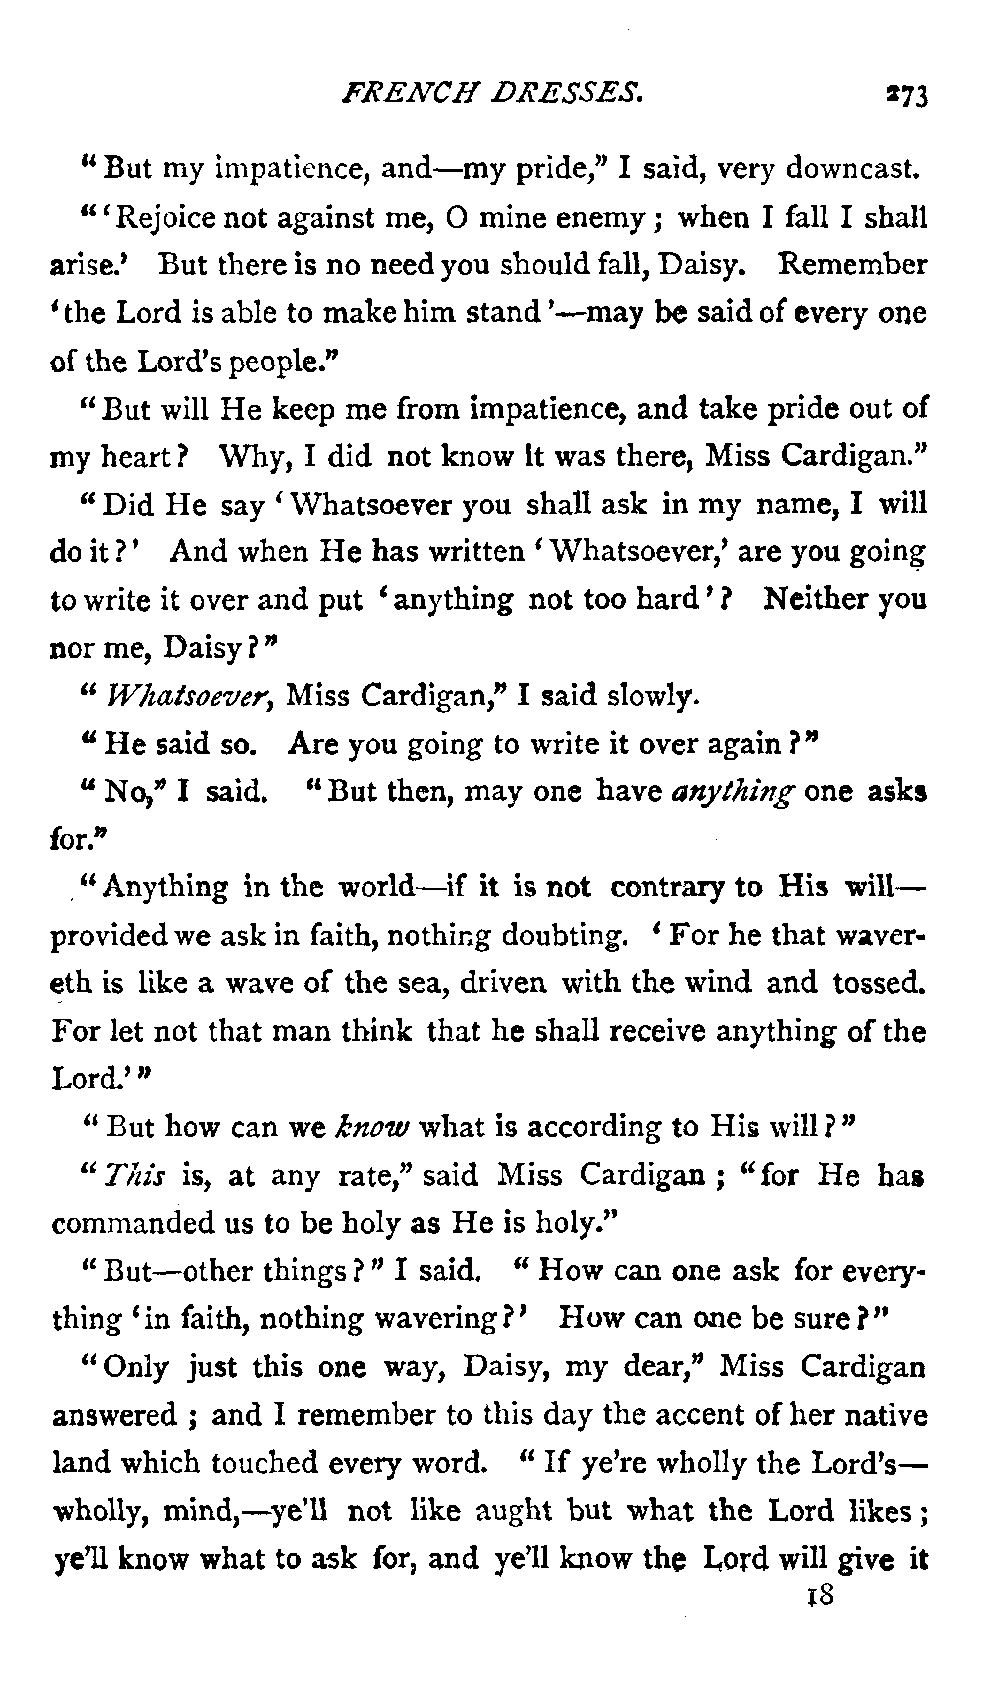 FRENCH DRESSES. 273
"But my impatience, and—my pride," I said, very downcast.
"'Rejoice not against me, O mine enemy; when I fall I shall
arise.' But there is no need you should fall, Daisy. Remember
'the Lord is able to make him stand'—may be said of every one
of the Lord's people."
"But will He keep me from impatience, and take pride out of
my heart? Why, I did not know it was there, Miss Cardigan."
"Did He say 'Whatsoever you shall ask in my name, I will
do it?' And when He has written 'Whatsoever,' are you going
to write it over and put 'anything not too hard'? Neither you
nor me, Daisy?"
"Whatsoever, Miss Cardigan," I said slowly.
"He said so. Are you going to write it over again?"
"No," I said. "But then, may one have anything one asks
for."
"Anything in the world—if it is not contrary to His will—
provided we ask in faith, nothing doubting. 'For he that waver-
eth is like a wave of the sea, driven with the wind and tossed.
For let not that man think that he shall receive anything of the
Lord.'"
"But how can we know what is according to His will?"
"This is, at any rate," said Miss Cardigan; "for He has
commanded us to be holy as He is holy."
"But—other things?" I said. "How can one ask for every-
thing 'in faith, nothing wavering?' How can one be sure?"
"Only just this one way, Daisy, my dear," Miss Cardigan
answered; and I remember to this day the accent of her native
land which touched every word. "If ye're wholly the Lord's—
wholly, mind,—ye'll not like aught but what the Lord likes;
ye'll know what to ask for, and ye'll know the Lord will give it
18